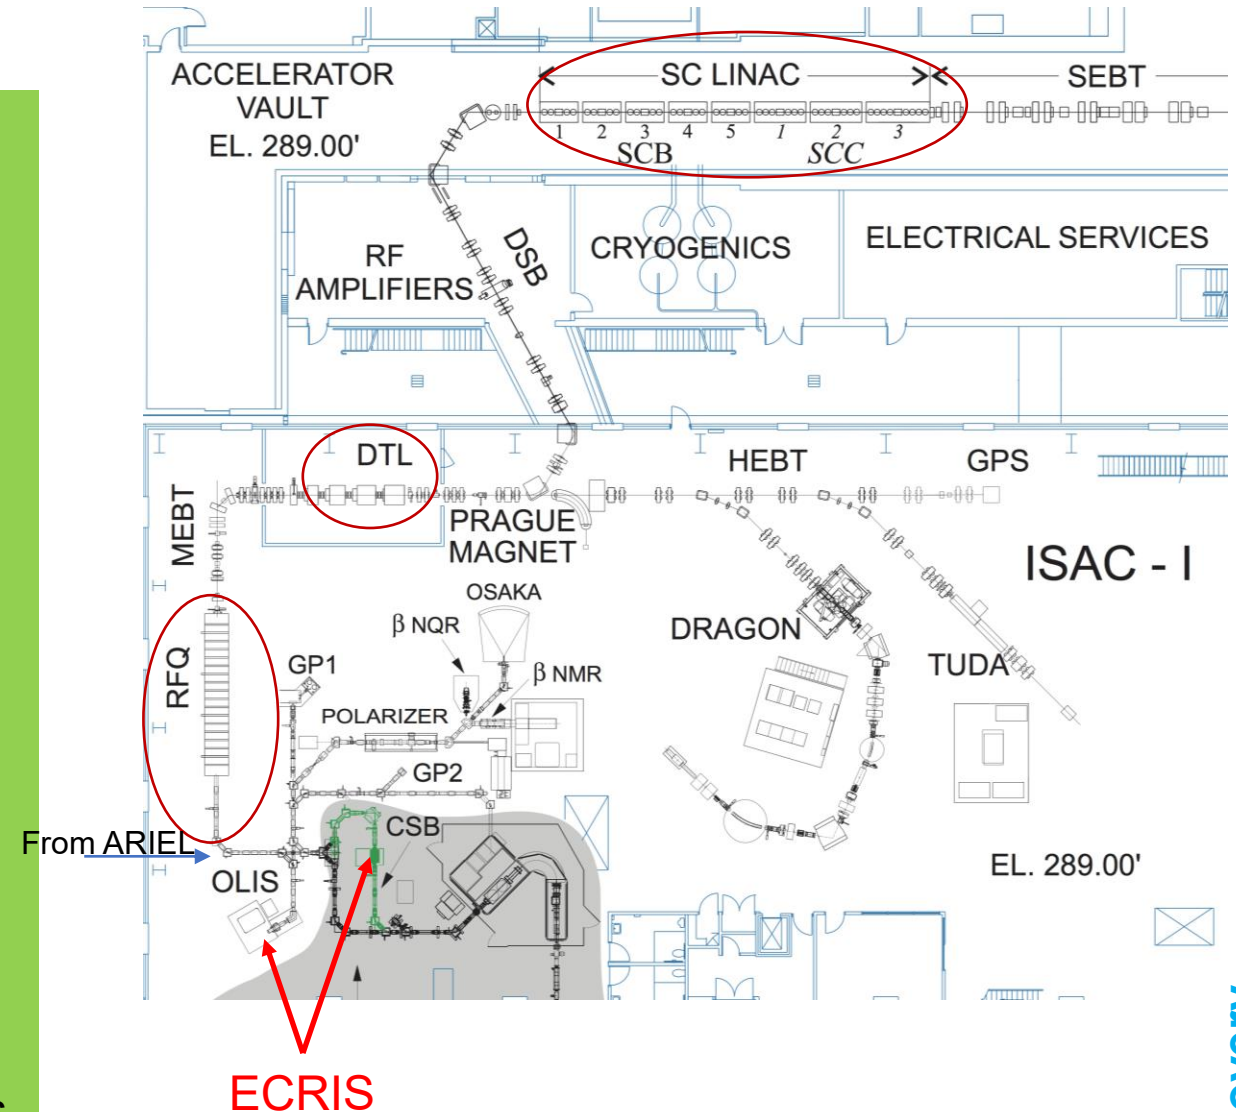 ACCELERATOR
VAULT
EL. 289.00'
SC LINAC
SEBT
1 2 3 4 5 1 2 3
SCB
SCC
RF
AMPLIFIERS
DSB
CRYOGENICS
ELECTRICAL SERVICES
DTL
HEBT
GPS
MEBT
PRAGUE
MAGNET
ISAC - I
OSAKA
β NQR
DRAGON
RFQ
GP1
β NMR
TUDA
POLARIZER
GP2
CSB
From ARIEL
OLIS
EL. 289.00'
ECRIS